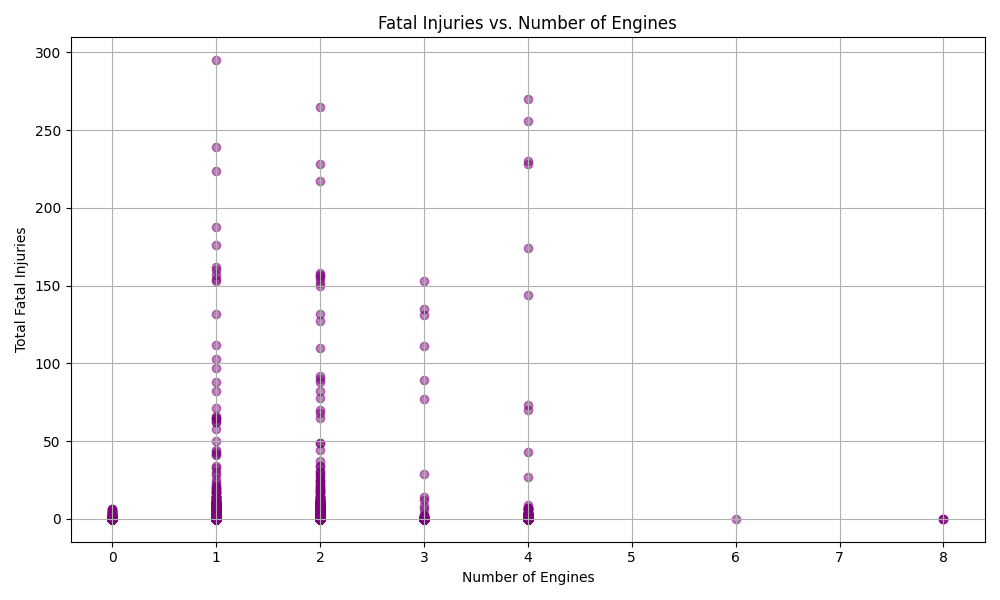 Fatal Injuries vs. Number of Engines
Total Fatal Injuries
300
250
200
150
100
50
0
0 1 2 3 4 5 6 7 8
Number of Engines